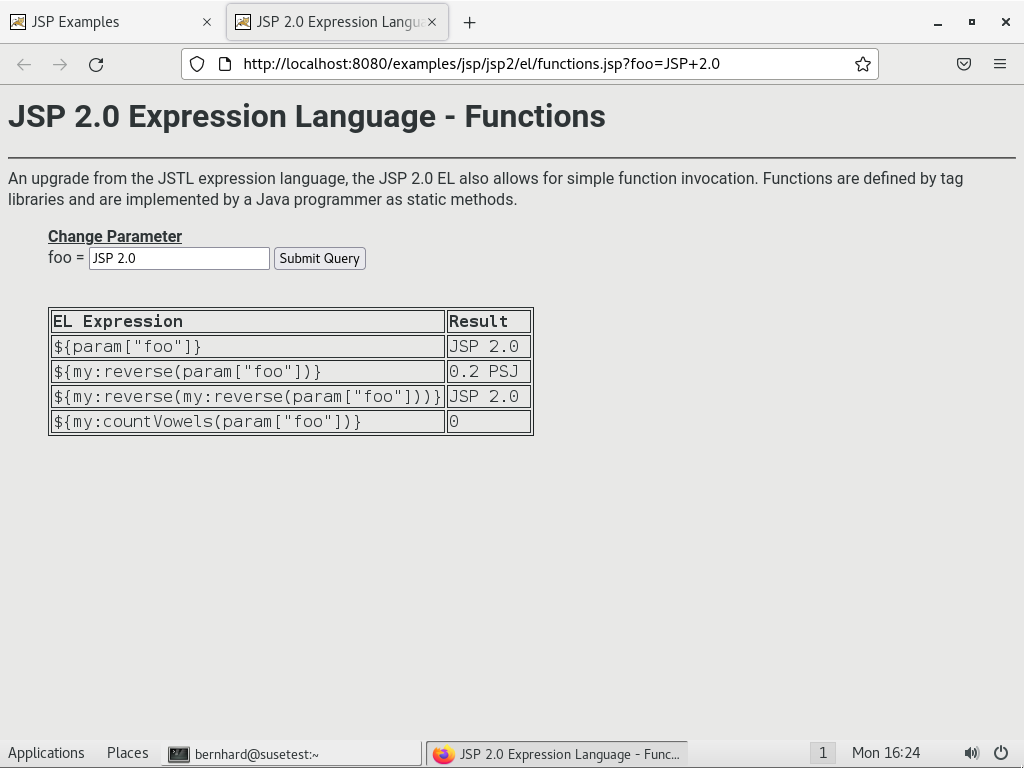 JSP Examples
JSP 2.0 Expression Langua
http://localhost:8080/examples/jsp/jsp2/el/functions.jsp?foo=JSP+2.0
JSP 2.0 Expression Language - Functions
An upgrade from the JSTL expression language, the JSP 2.0 EL also allows for simple function invocation. Functions are defined by tag
libraries and are implemented by a Java programmer as static methods.
Change Parameter
foo = JSP 2.0 Submit Query
EL Expression Result
${param["foo"]} JSP 2.0
${my:reverse(param["foo"])} 0.2 PSJ
${my:reverse(my:reverse(param["foo"]))} JSP 2.0
${my:countVowels(param["foo"])} 0
Applications Places bernhard@susetest:~ JSP 2.0 Expression Language - Func... 1 Mon 16:24